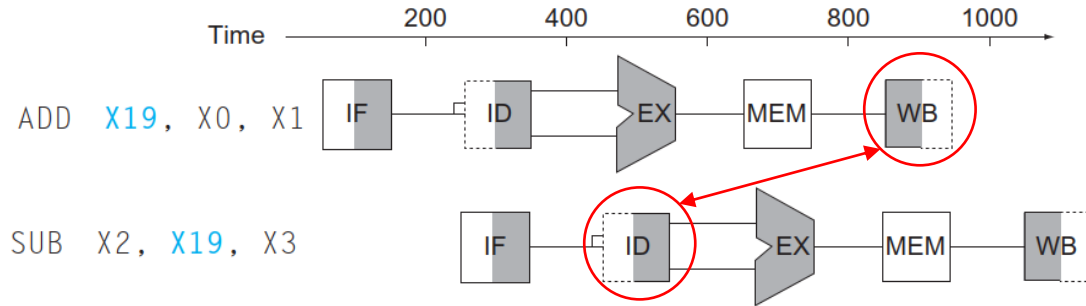 Time 200 400 600 800 1000
ADD X19, X0, X1 IF ID EX MEM WB
SUB X2, X19, X3 IF ID EX MEM WB